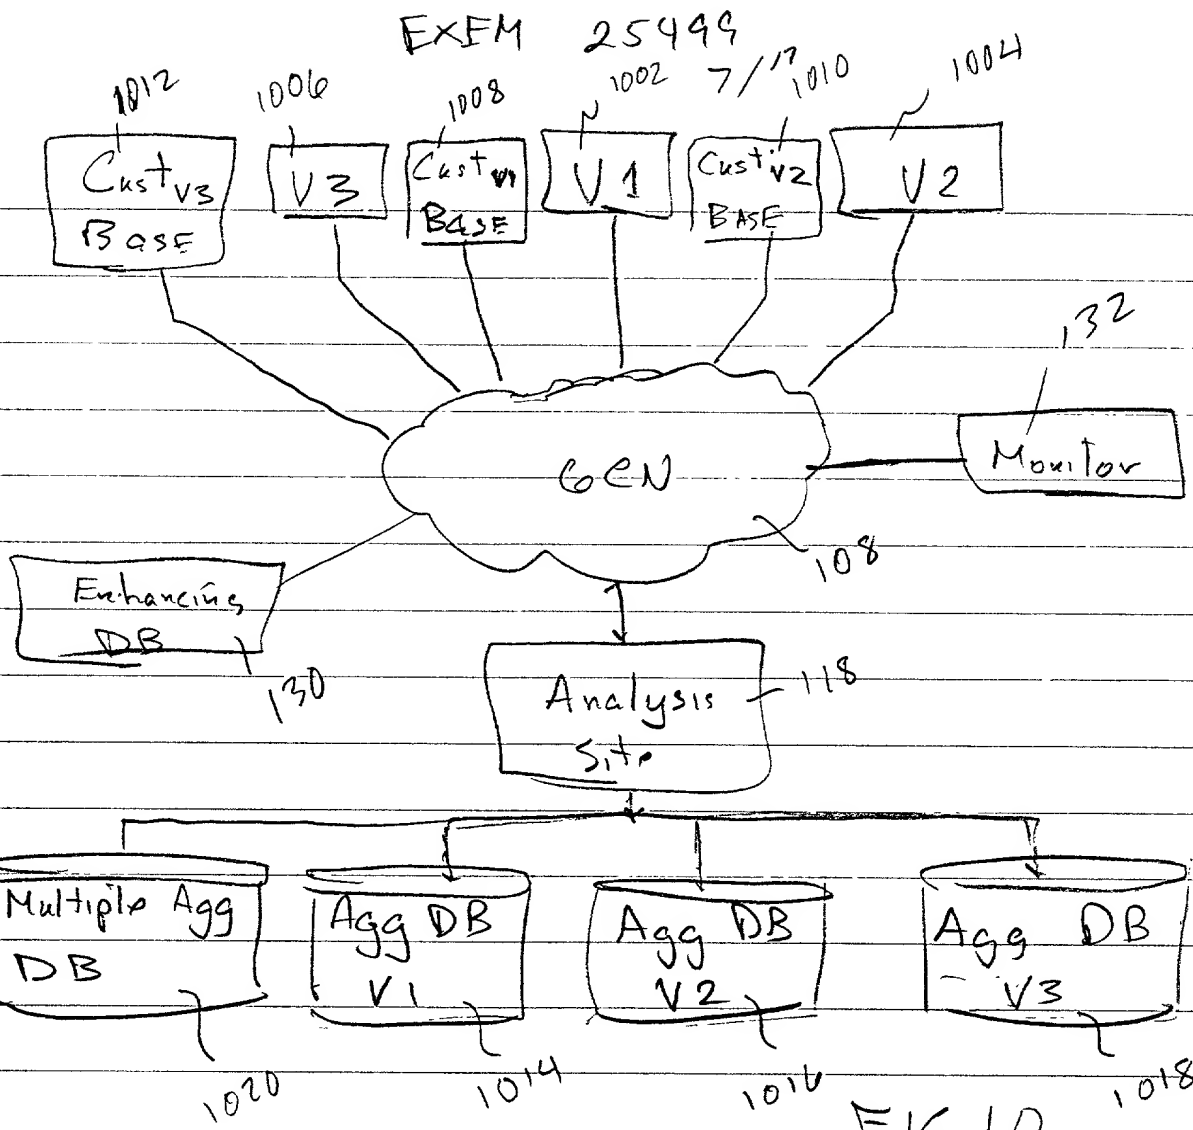 EXEM 25499
7/17
1012
1006
1008
1002
1010
1004
Cust V3
BASE
V3
Cust V1
BASE
V1
Cust V2
BASE
V2
132
Monitor
GCN
108
Enhancing
DB
130
Analysis
Site
118
Multiple Agg
DB
Agg DB
V1
Agg DB
V2
Agg DB
V3
1020
1014
1016
1018